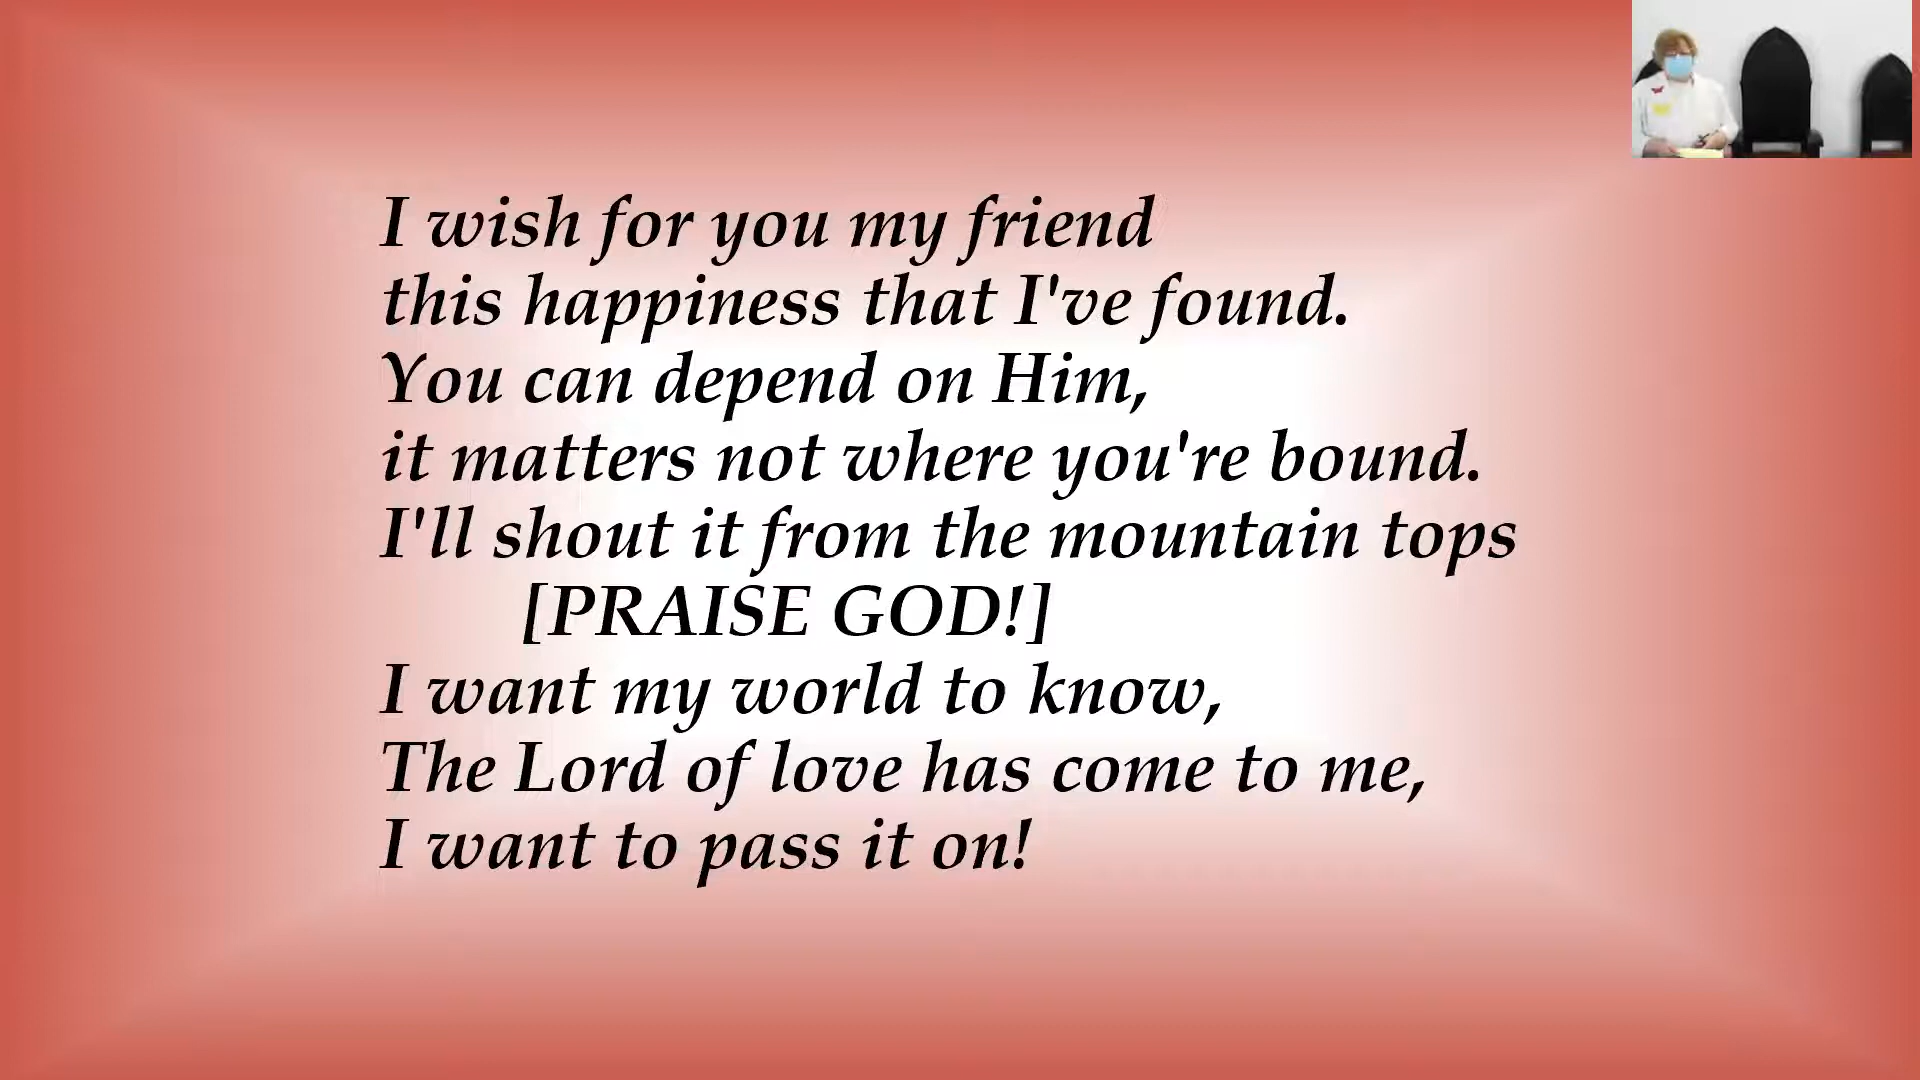 I wish for you my friend
this happiness that I've found.
You can depend on Him,
it matters not where you're bound.
I'll shout it from the mountain tops
[PRAISE GOD!]
I want my world to know,
The Lord of love has come to me,
I want to pass it on!